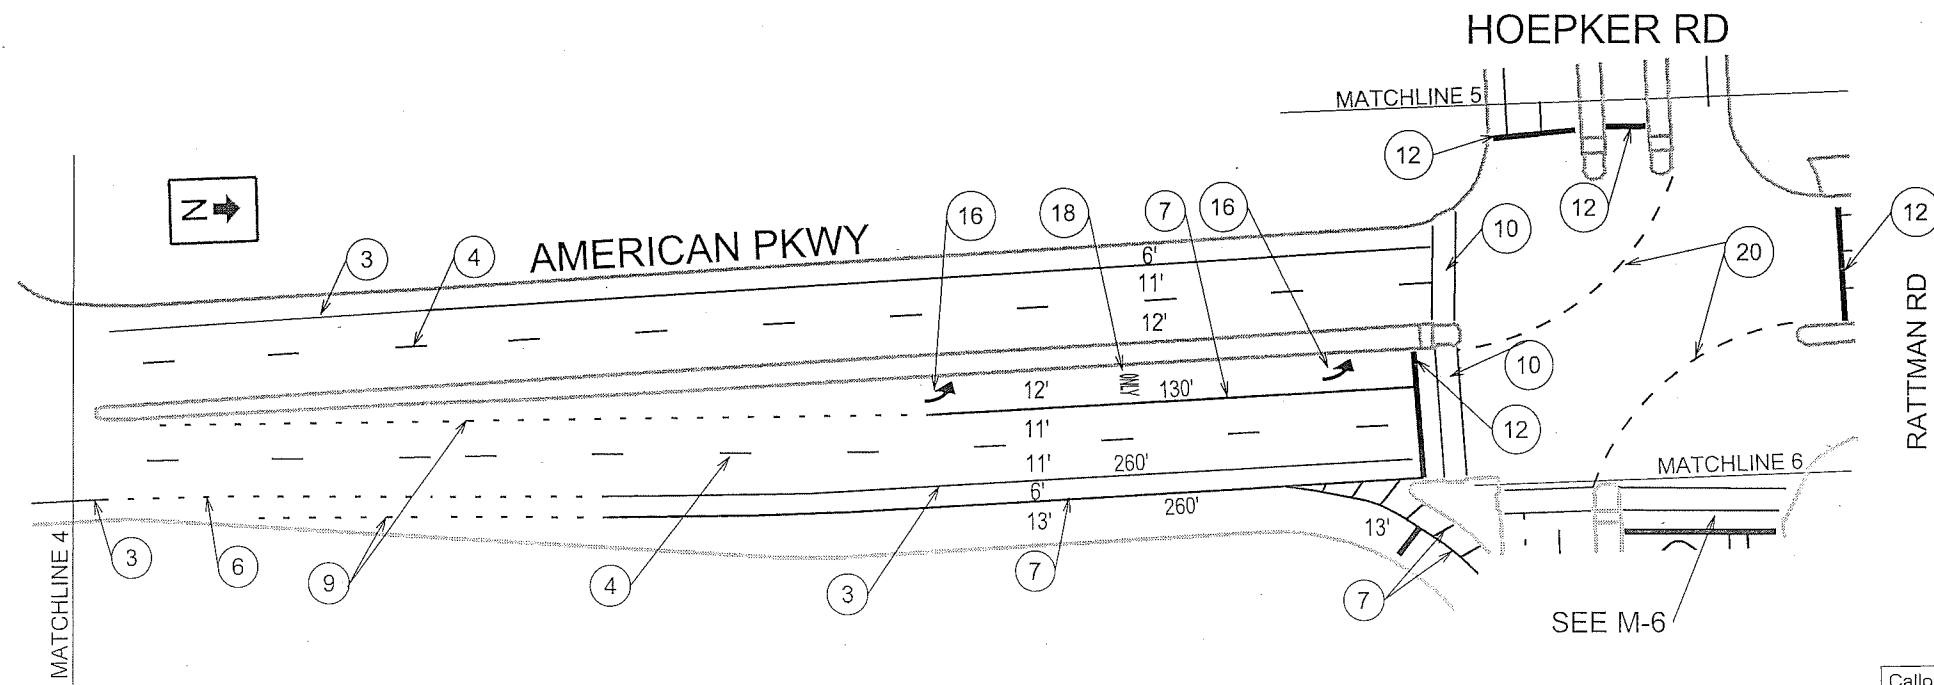 HOEPKER RD
MATCHLINE 5
12
12
12
N
16
18
7
16
10
20
AMERICAN PKWY
3
4
6'
11'
12'
RATTMAN RD
10
12' ONLY 130'
12
11'
11' 260'
MATCHLINE 6
6'
13' 260'
13'
MATCHLINE 4
3
6
9
4
3
7
7
SEE M-6
Callo